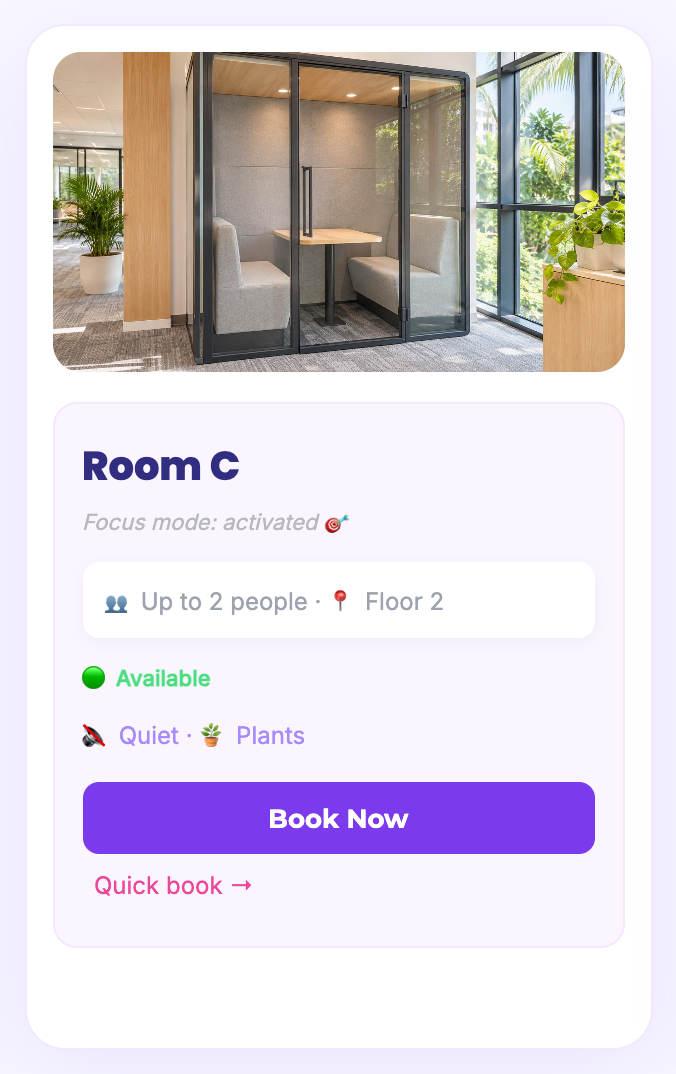 Room C
Focus mode: activated 🎯
👥 Up to 2 people · 📍 Floor 2
🟢 Available
🔇 Quiet · 🪴 Plants
Book Now
Quick book →